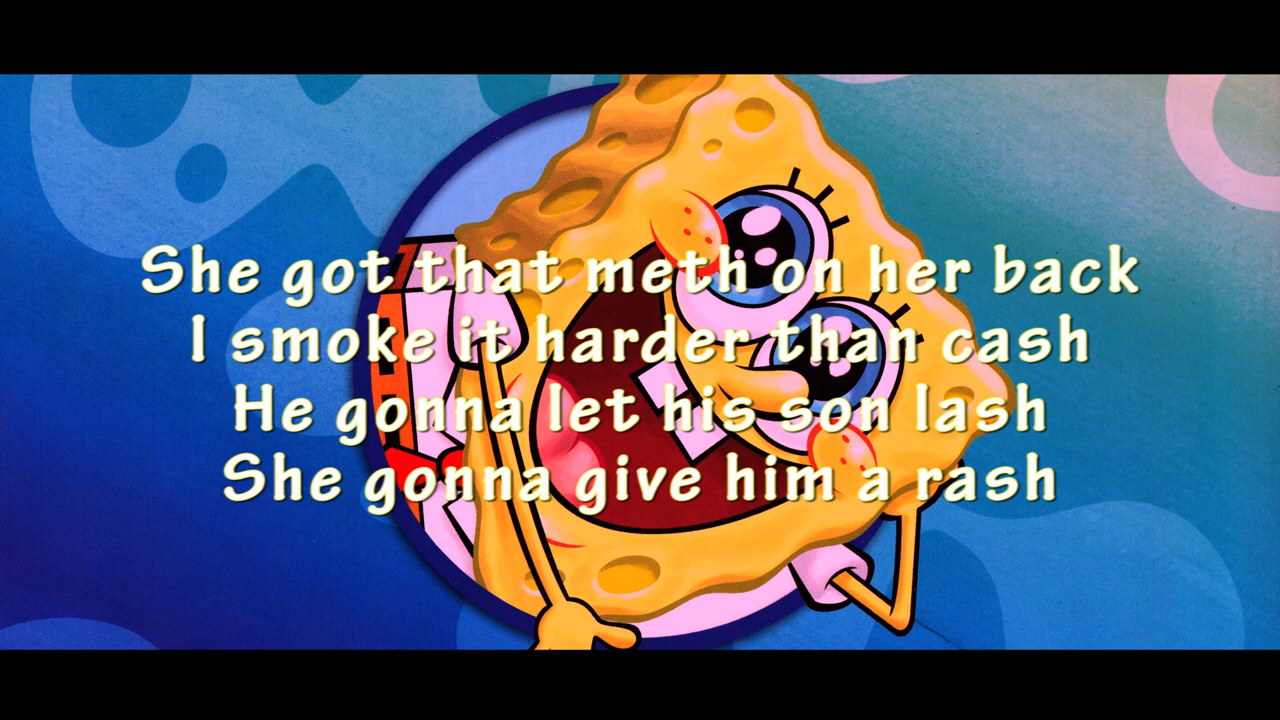 She got that meth on her back
I smoke it harder than cash
He gonna let his son lash
She gonna give him a rash